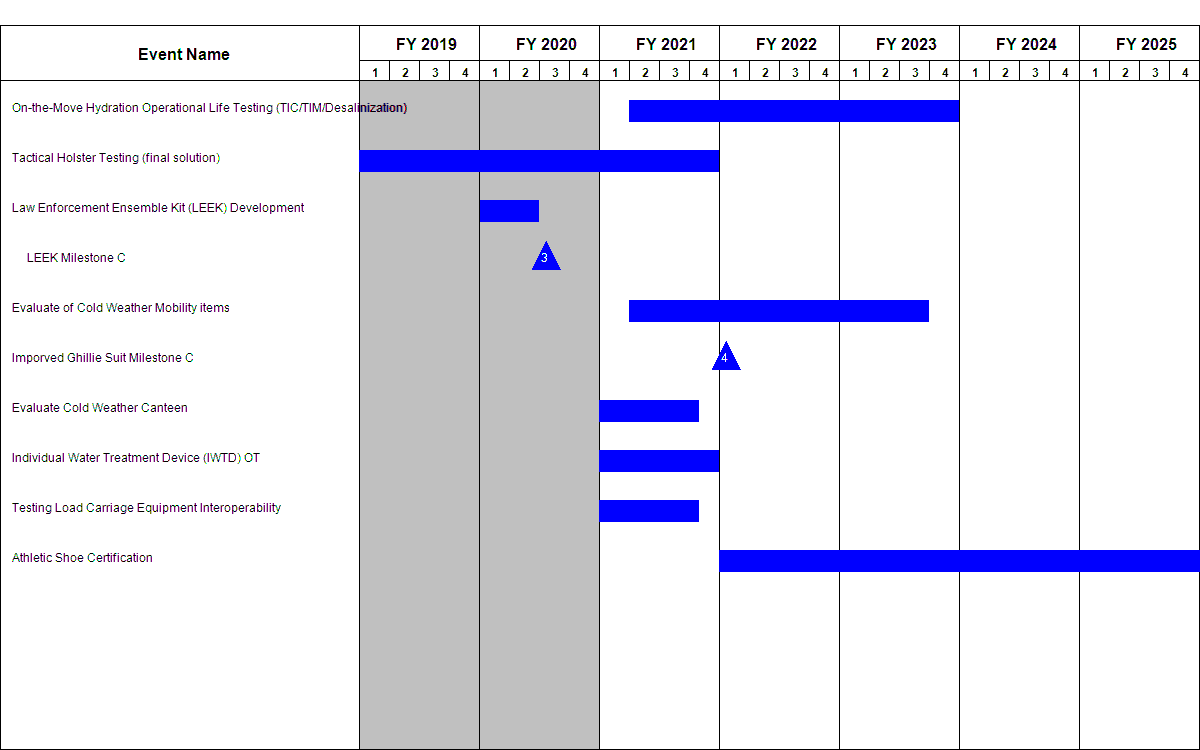 Event Name
FY 2019 FY 2020 FY 2021 FY 2022 FY 2023 FY 2024 FY 2025
1 2 3 4 1 2 3 4 1 2 3 4 1 2 3 4 1 2 3 4 1 2 3 4 1 2 3 4
On-the-Move Hydration Operational Life Testing (TIC/TIM/Desalinization)
Tactical Holster Testing (final solution)
Law Enforcement Ensemble Kit (LEEK) Development
LEEK Milestone C
3
Evaluate of Cold Weather Mobility items
Imporved Ghillie Suit Milestone C
4
Evaluate Cold Weather Canteen
Individual Water Treatment Device (IWTD) OT
Testing Load Carriage Equipment Interoperability
Athletic Shoe Certification